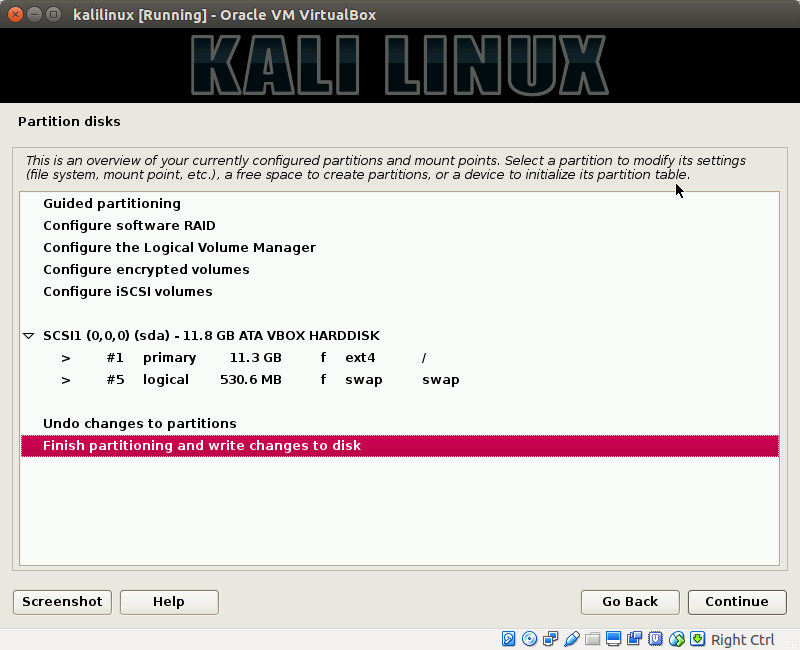 kalilinux [Running] - Oracle VM VirtualBox
KALI LINUX
Partition disks
This is an overview of your currently configured partitions and mount points. Select a partition to modify its settings
(file system, mount point, etc.), a free space to create partitions, or a device to initialize its partition table.
Guided partitioning
Configure software RAID
Configure the Logical Volume Manager
Configure encrypted volumes
Configure iSCSI volumes
SCSI1 (0,0,0) (sda) - 11.8 GB ATA VBOX HARDDISK
> #1 primary 11.3 GB f ext4 /
> #5 logical 530.6 MB f swap swap
Undo changes to partitions
Finish partitioning and write changes to disk
Screenshot Help Go Back Continue
Right Ctrl